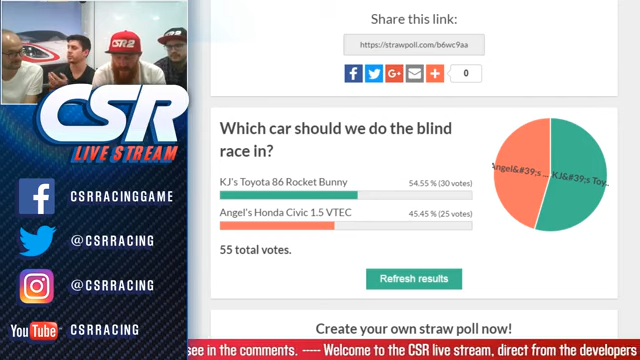 CSR2
CSR
LIVE STREAM
CSRRACINGGAME
@CSRRACING
@CSRRACING
You Tube CSRRACING
Share this link:
https://strawpoll.com/b6wc9aa
0
Which car should we do the blind
race in?
KJ's Toyota 86 Rocket Bunny 54.55 % (30 votes)
Angel's Honda Civic 1.5 VTEC 45.45 % (25 votes)
55 total votes.
Angel&#39;s ... KJ&#39;s Toy..
Refresh results
Create your own straw poll now!
see in the comments. ----- Welcome to the CSR live stream, direct from the developers